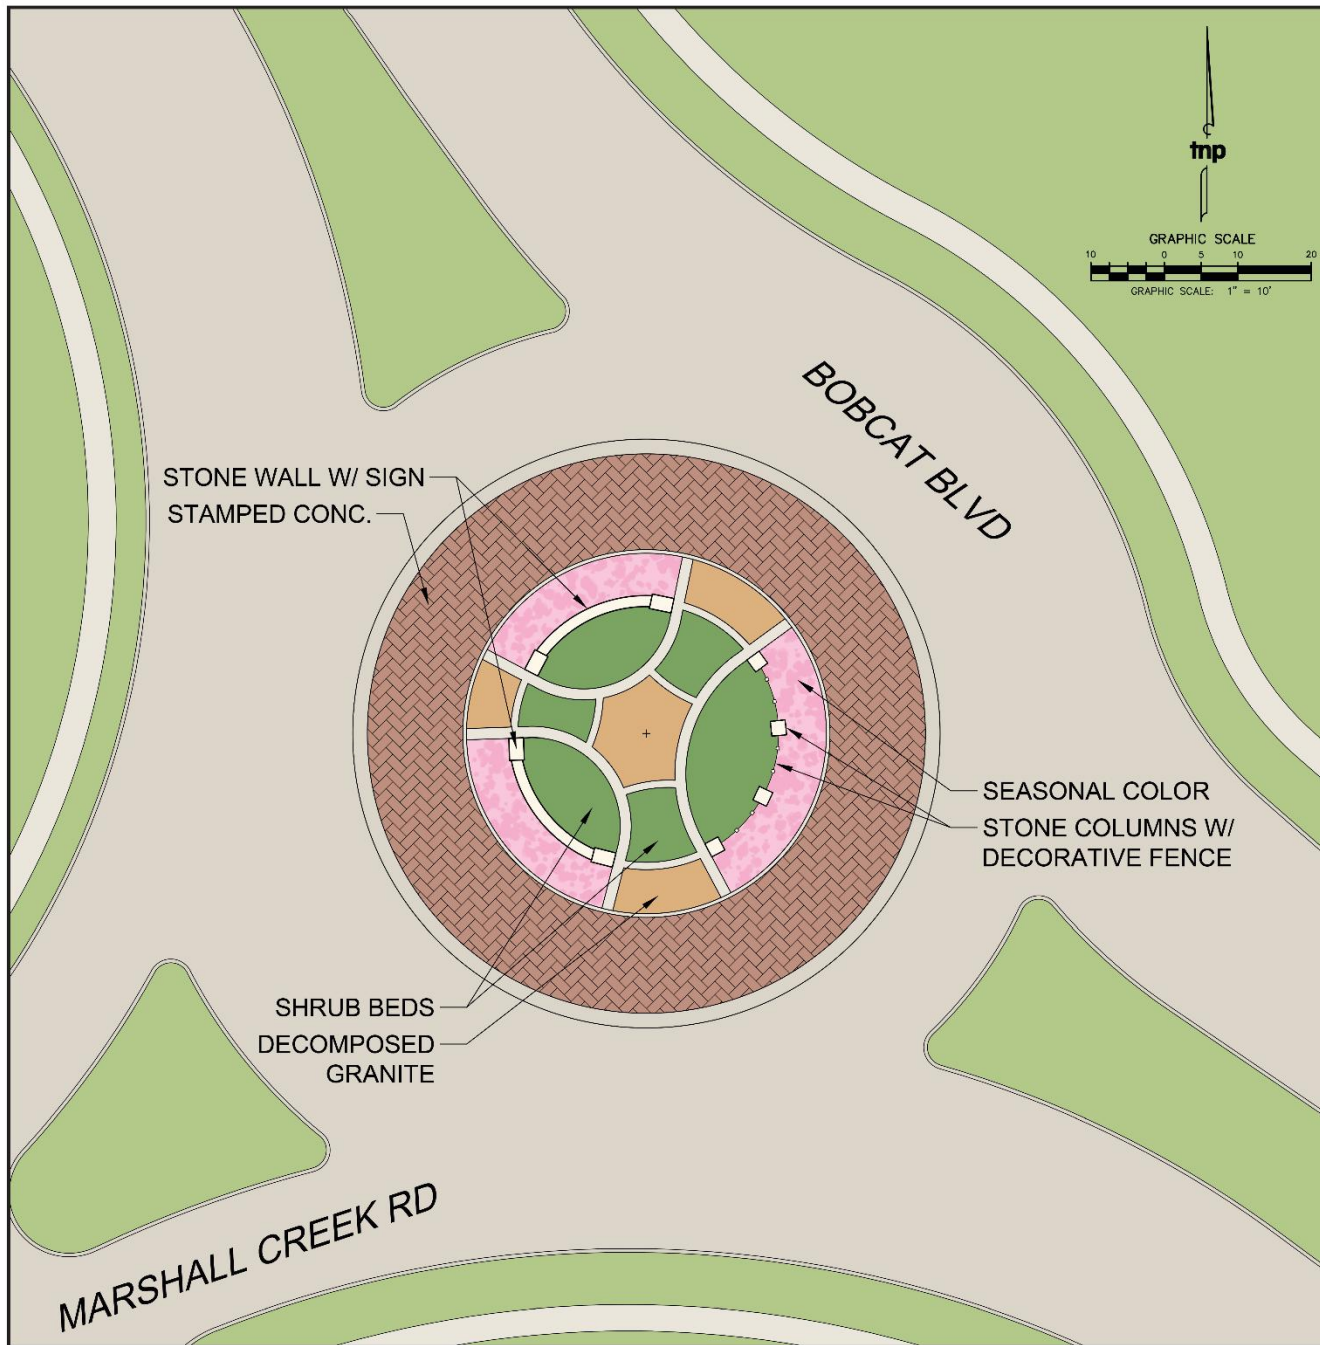 tnp
GRAPHIC SCALE
10 0 5 10 20
GRAPHIC SCALE: 1" = 10'
BOBCAT BLVD
STONE WALL W/ SIGN
STAMPED CONC.
SEASONAL COLOR
STONE COLUMNS W/
DECORATIVE FENCE
SHRUB BEDS
DECOMPOSED
GRANITE
MARSHALL CREEK RD